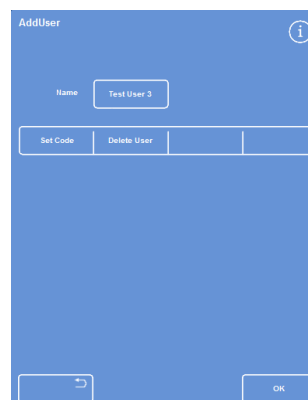 AddUser
i
Name
Test User 3
Set Code
Delete User
OK